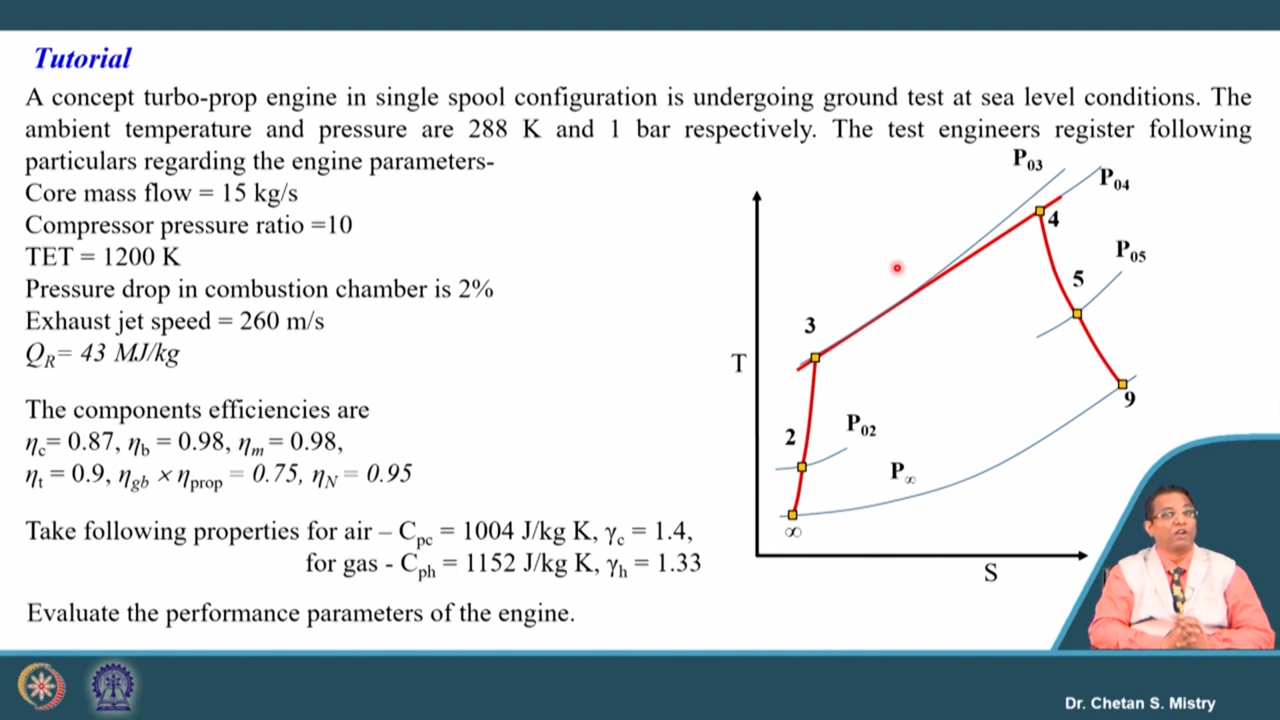 Tutorial
A concept turbo-prop engine in single spool configuration is undergoing ground test at sea level conditions. The
ambient temperature and pressure are 288 K and 1 bar respectively. The test engineers register following
particulars regarding the engine parameters-
Core mass flow = 15 kg/s
Compressor pressure ratio =10
TET = 1200 K
Pressure drop in combustion chamber is 2%
Exhaust jet speed = 260 m/s
Q_R= 43 MJ/kg
The components efficiencies are
η_c= 0.87, η_b = 0.98, η_m = 0.98,
η_t = 0.9, η_gb × η_prop = 0.75, η_N = 0.95
Take following properties for air – C_pc = 1004 J/kg K, γ_c = 1.4,
for gas - C_ph = 1152 J/kg K, γ_h = 1.33
Evaluate the performance parameters of the engine.
P_03
P_04
4
P_05
5
3
T
9
2
P_02
P_∞
∞
S
Dr. Chetan S. Mistry